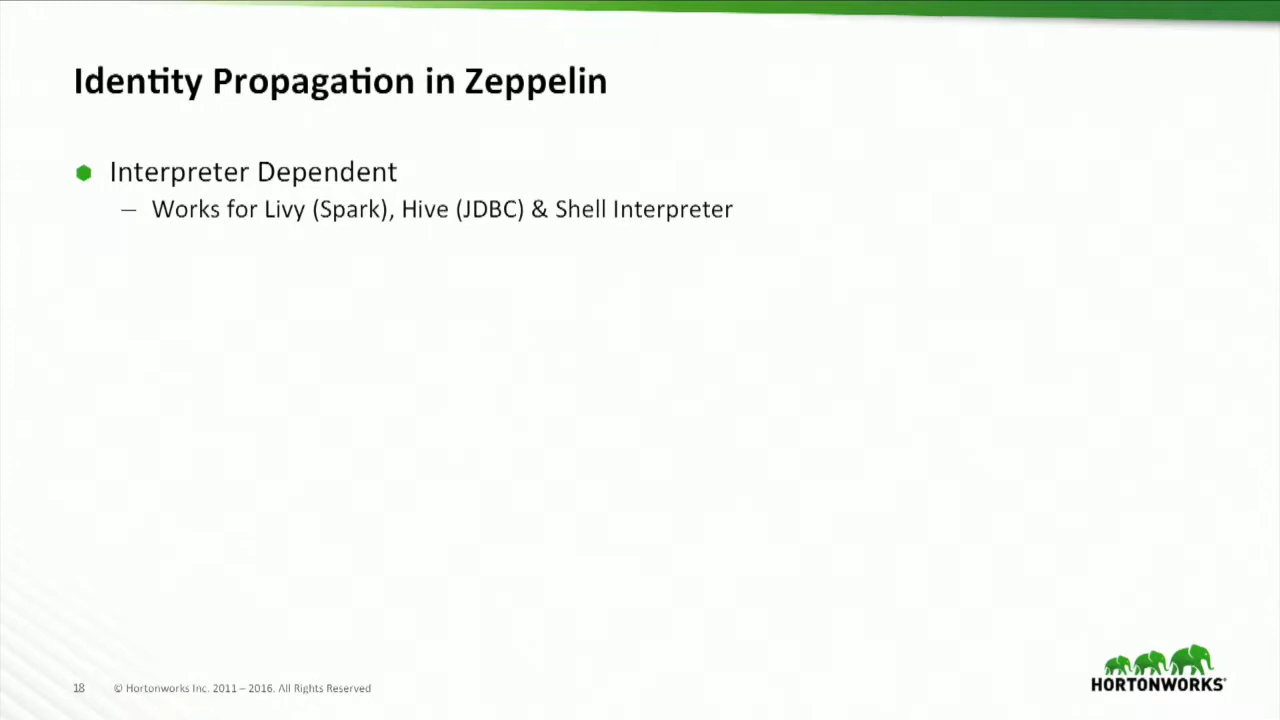 Identity Propagation in Zeppelin
Interpreter Dependent
– Works for Livy (Spark), Hive (JDBC) & Shell Interpreter
18 © Hortonworks Inc. 2011 – 2016. All Rights Reserved
HORTONWORKS